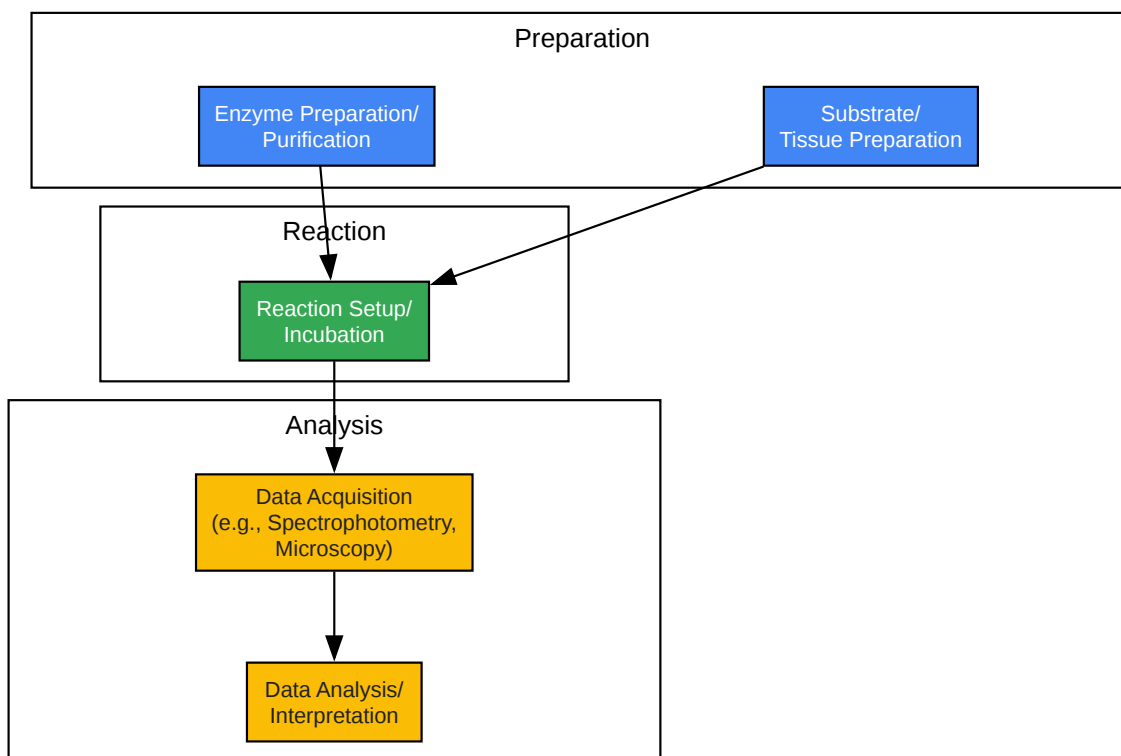 Preparation
Enzyme Preparation/
Purification
Substrate/
Tissue Preparation
Reaction
Reaction Setup/
Incubation
Analysis
Data Acquisition
(e.g., Spectrophotometry,
Microscopy)
Data Analysis/
Interpretation